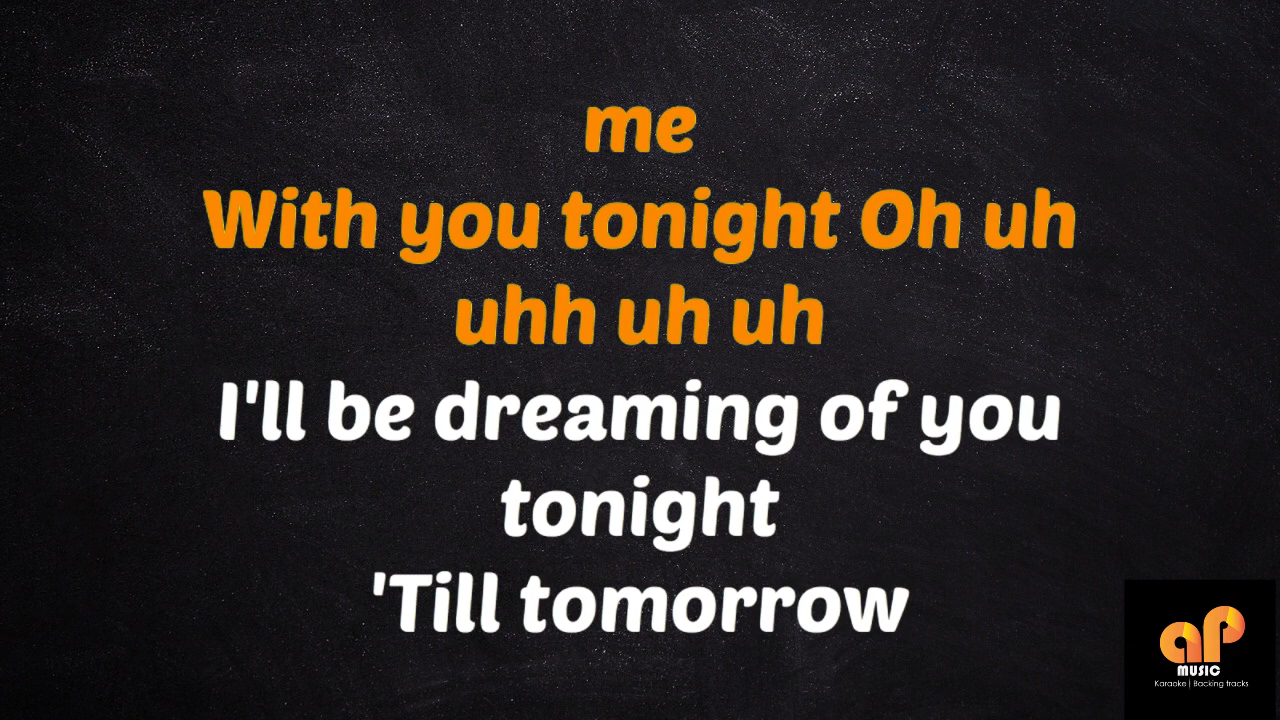 me
With you tonight Oh uh
uhh uh uh
I'll be dreaming of you
tonight
'Till tomorrow
ap
MUSIC
Karaoke | Backing tracks